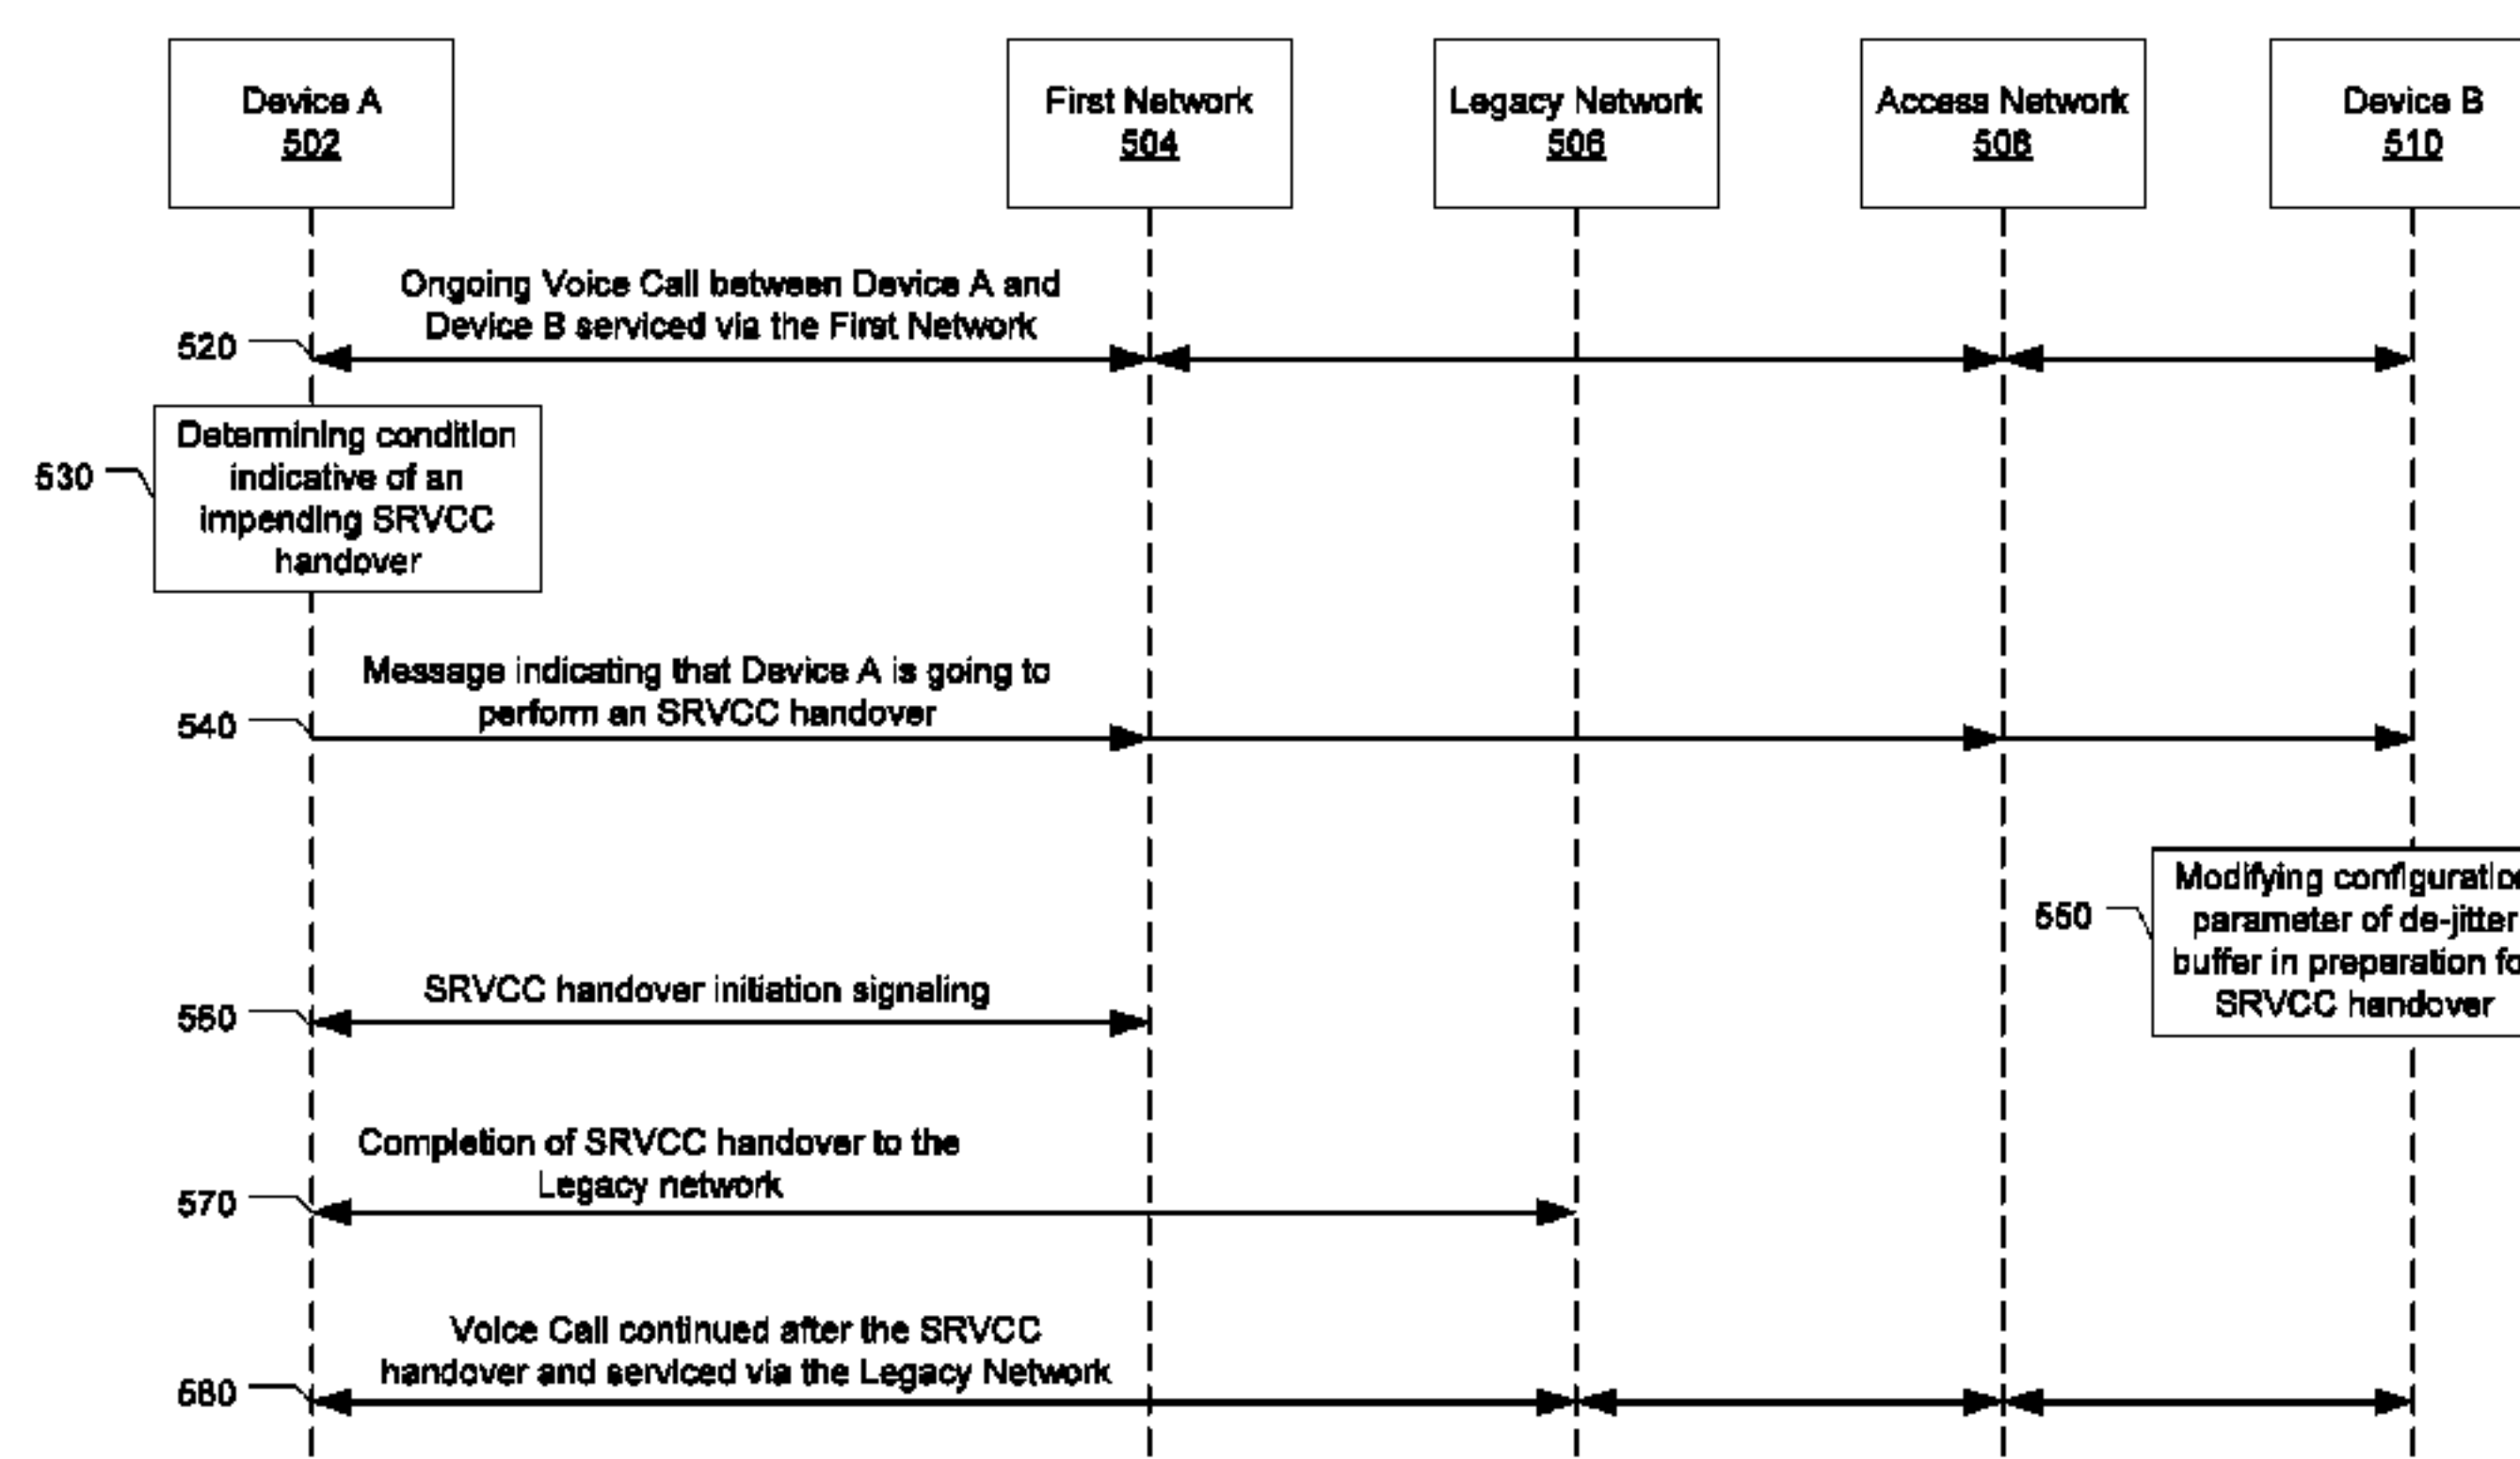 Device A
502
First Network
504
Legacy Network
506
Access Network
508
Device B
510
Ongoing Voice Call between Device A and
Device B serviced via the First Network
520
Determining condition
indicative of an
impending SRVCC
handover
530
Message indicating that Device A is going to
perform an SRVCC handover
540
Modifying
parameter of de-jitter
buffer in preparation
SRVCC handover
550
SRVCC handover initiation signaling
560
Completion of SRVCC handover to the
Legacy network
570
Voice Call continued after the SRVCC
handover and serviced via the Legacy Network
580